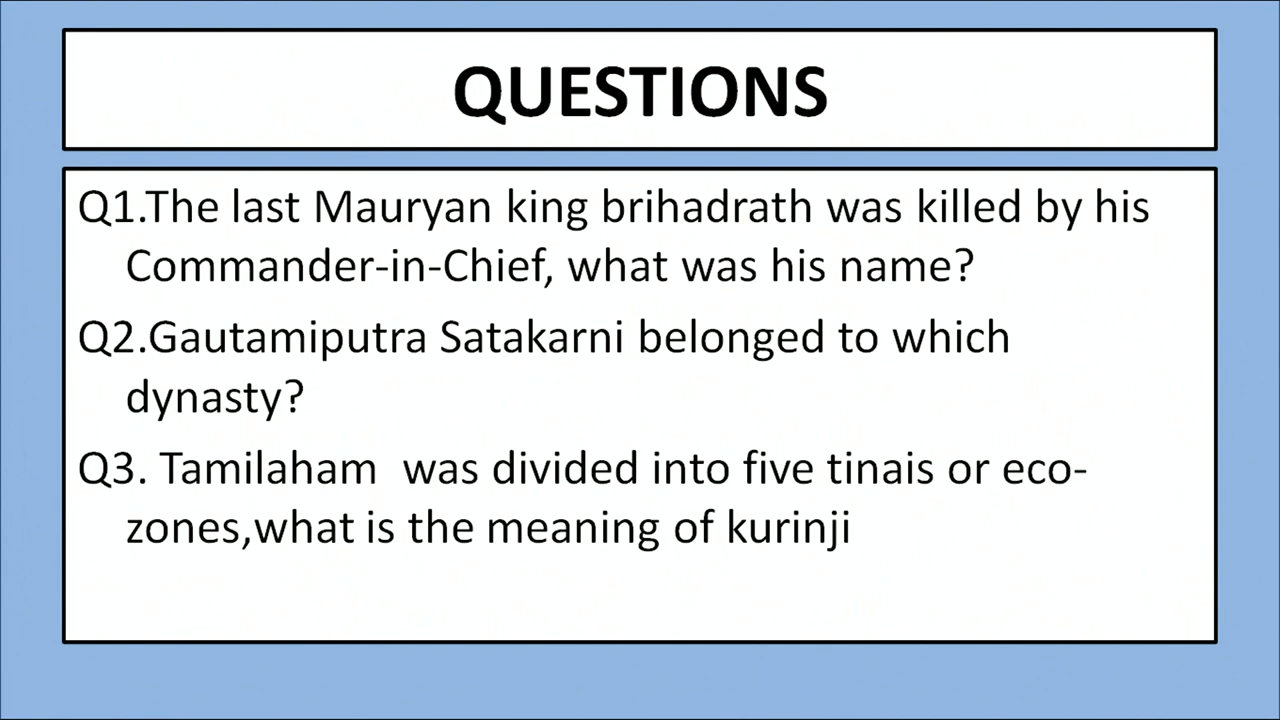 QUESTIONS
Q1.The last Mauryan king brihadrath was killed by his
Commander-in-Chief, what was his name?
Q2.Gautamiputra Satakarni belonged to which
dynasty?
Q3. Tamilaham  was divided into five tinais or eco-
zones,what is the meaning of kurinji